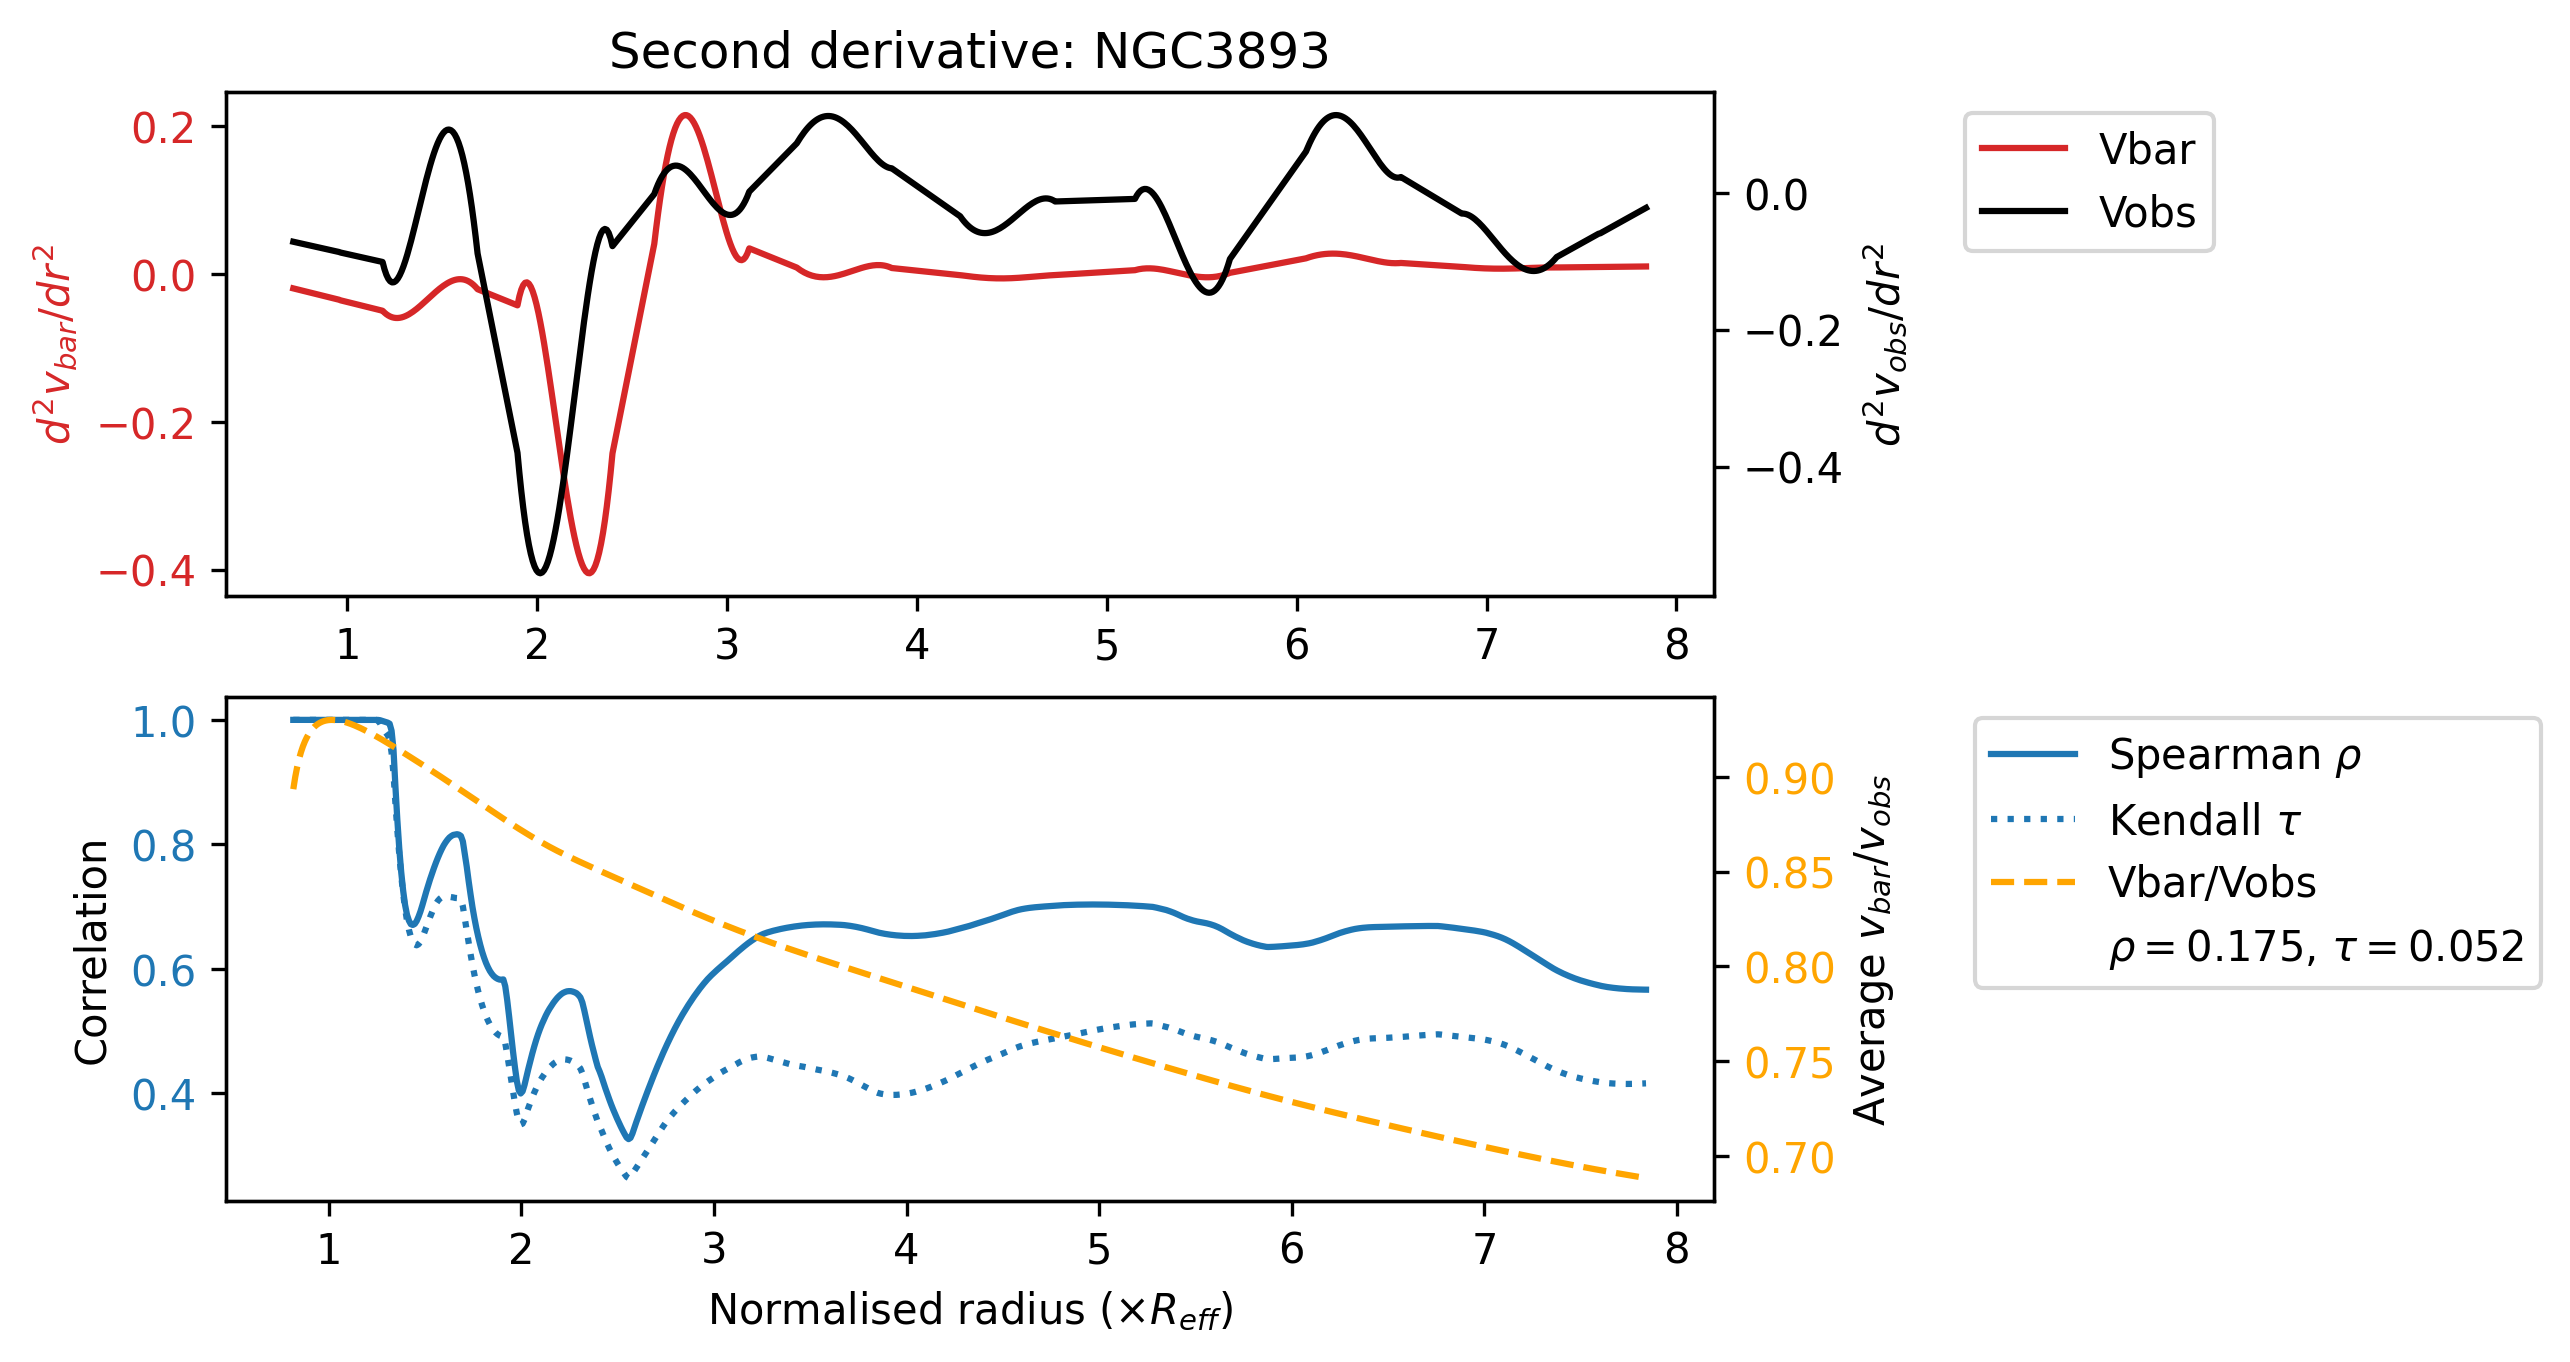 Second derivative: NGC3893
0.2
0.0
−0.2
−0.4
d²v_bar/dr²
0.0
−0.2
−0.4
d²v_obs/dr²
Vbar
Vobs
1 2 3 4 5 6 7 8
1.0
0.8
0.6
0.4
Correlation
0.90
0.85
0.80
0.75
0.70
Average v_bar/v_obs
Spearman ρ
Kendall τ
Vbar/Vobs
ρ = 0.175, τ = 0.052
1 2 3 4 5 6 7 8
Normalised radius (×R_eff)